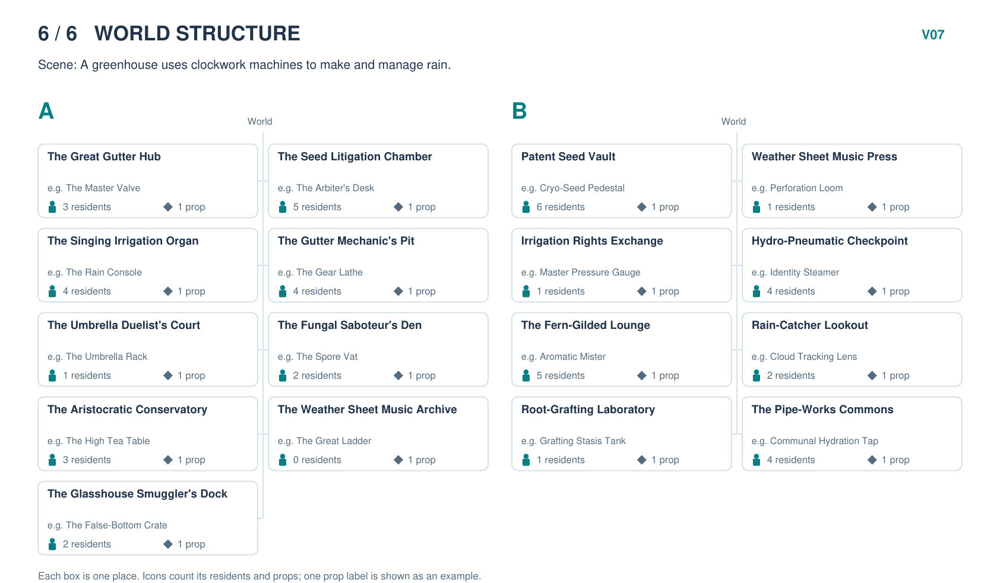 6 / 6 WORLD STRUCTURE
V07
Scene: A greenhouse uses clockwork machines to make and manage rain.
A
World
The Great Gutter Hub
e.g. The Master Valve
3 residents 1 prop
The Seed Litigation Chamber
e.g. The Arbiter's Desk
5 residents 1 prop
The Singing Irrigation Organ
e.g. The Rain Console
4 residents 1 prop
The Gutter Mechanic's Pit
e.g. The Gear Lathe
4 residents 1 prop
The Umbrella Duelist's Court
e.g. The Umbrella Rack
1 residents 1 prop
The Fungal Saboteur's Den
e.g. The Spore Vat
2 residents 1 prop
The Aristocratic Conservatory
e.g. The High Tea Table
3 residents 1 prop
The Weather Sheet Music Archive
e.g. The Great Ladder
0 residents 1 prop
The Glasshouse Smuggler's Dock
e.g. The False-Bottom Crate
2 residents 1 prop
B
World
Patent Seed Vault
e.g. Cryo-Seed Pedestal
6 residents 1 prop
Weather Sheet Music Press
e.g. Perforation Loom
1 residents 1 prop
Irrigation Rights Exchange
e.g. Master Pressure Gauge
1 residents 1 prop
Hydro-Pneumatic Checkpoint
e.g. Identity Steamer
4 residents 1 prop
The Fern-Gilded Lounge
e.g. Aromatic Mister
5 residents 1 prop
Rain-Catcher Lookout
e.g. Cloud Tracking Lens
2 residents 1 prop
Root-Grafting Laboratory
e.g. Grafting Stasis Tank
1 residents 1 prop
The Pipe-Works Commons
e.g. Communal Hydration Tap
4 residents 1 prop
Each box is one place. Icons count its residents and props; one prop label is shown as an example.